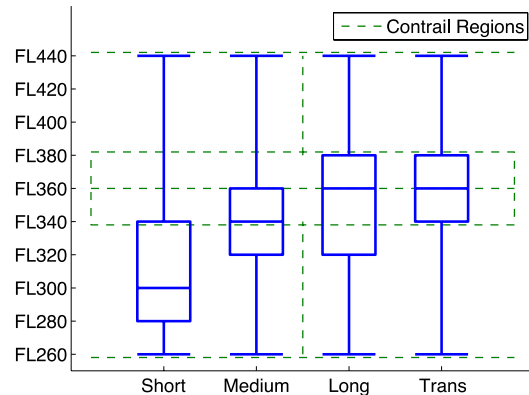 Contrail Regions
FL440
FL420
FL400
FL380
FL360
FL340
FL320
FL300
FL280
FL260
Short Medium Long Trans